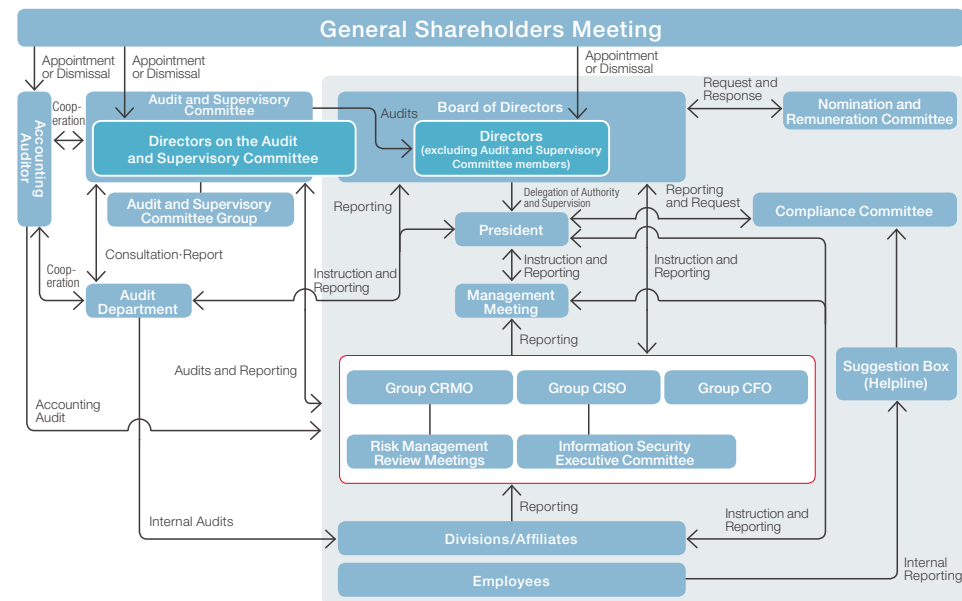 General Shareholders Meeting
Appointment
or Dismissal
Appointment
or Dismissal
Appointment
or Dismissal
Accounting
Auditor
Coop-
eration
Audit and Supervisory
Committee
Directors on the Audit
and Supervisory Committee
Audits
Board of Directors
Directors
(excluding Audit and Supervisory
Committee members)
Request and
Response
Nomination and
Remuneration Committee
Audit and Supervisory
Committee Group
Reporting
Delegation of Authority
and Supervision
Reporting
and Request
Compliance Committee
President
Consultation·Report
Coop-
eration
Instruction and
Reporting
Instruction and
Reporting
Instruction and
Reporting
Audit
Department
Management
Meeting
Reporting
Audits and Reporting
Group CRMO
Group CISO
Group CFO
Suggestion Box
(Helpline)
Accounting
Audit
Risk Management
Review Meetings
Information Security
Executive Committee
Reporting
Internal Audits
Instruction and
Reporting
Divisions/Affiliates
Employees
Internal
Reporting